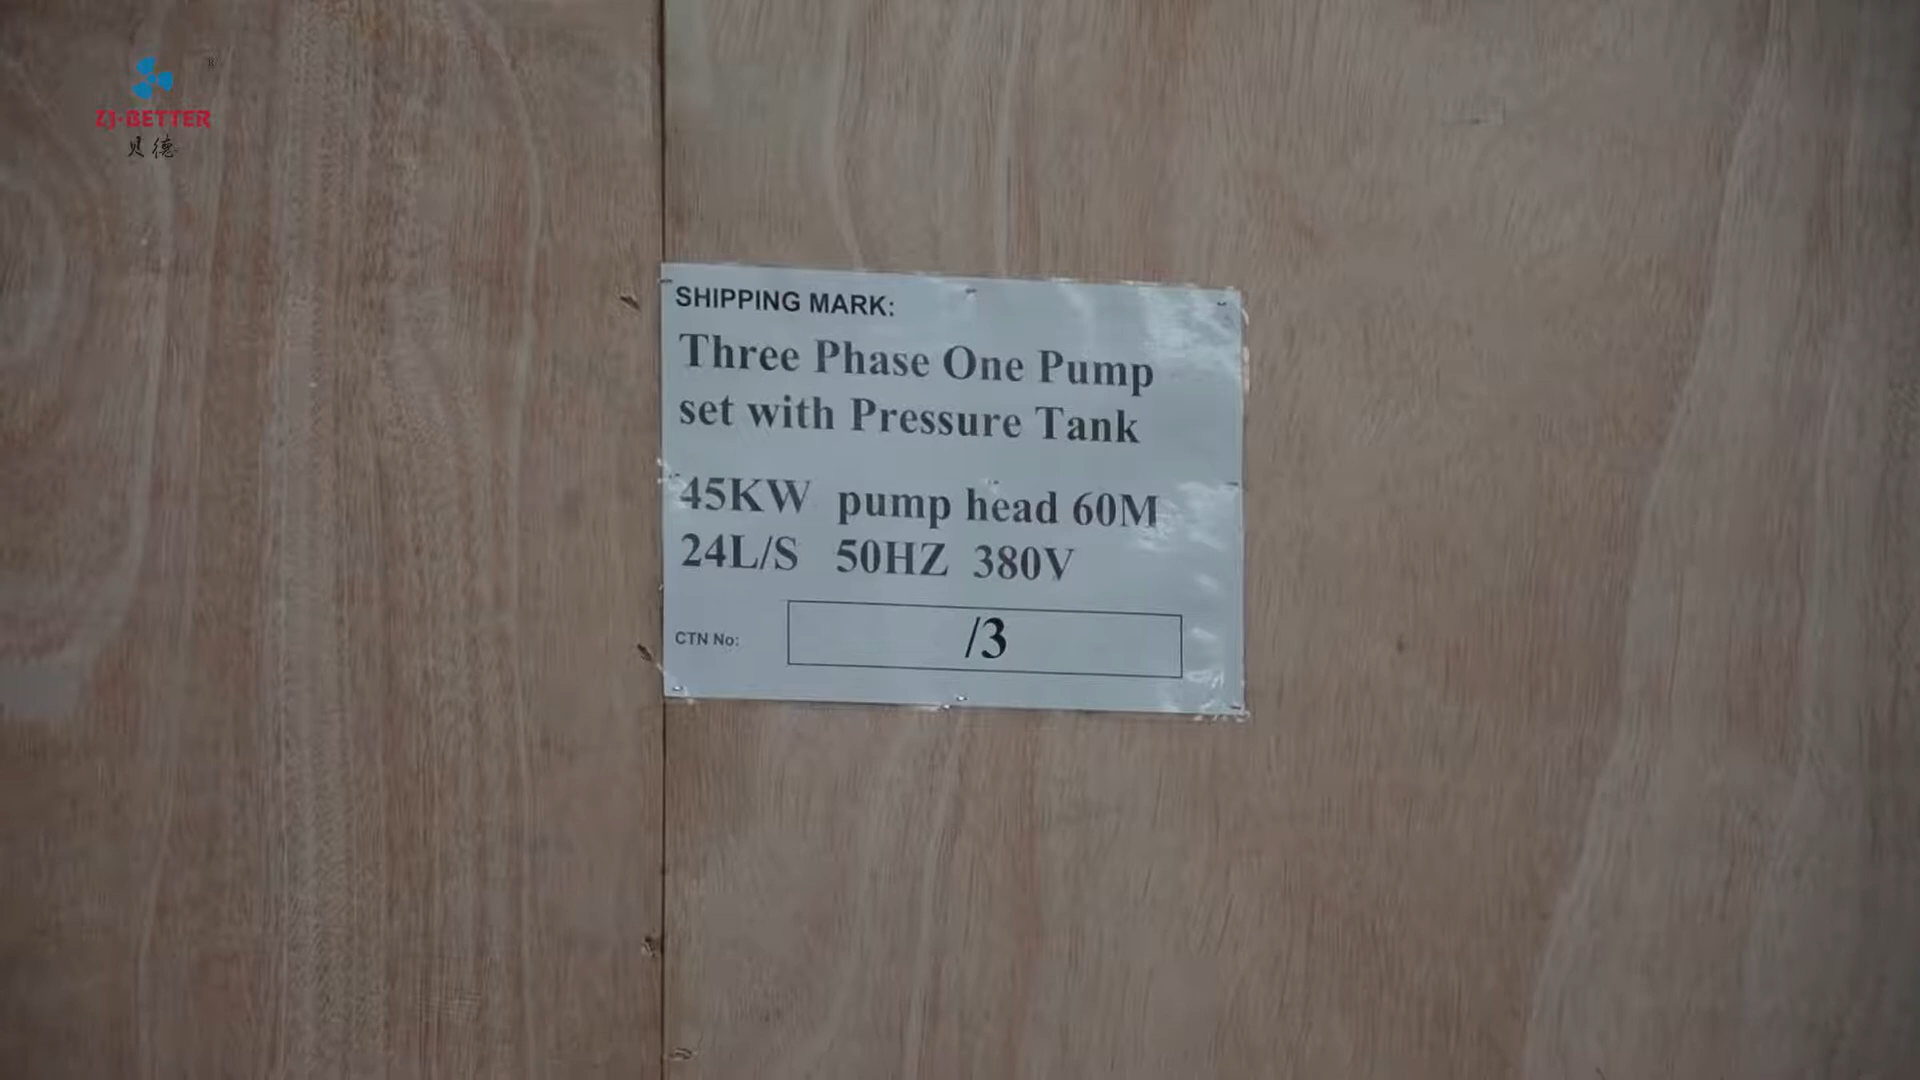 ®
ZJ-BETTER
贝德
SHIPPING MARK:
Three Phase One Pump
set with Pressure Tank
45KW pump head 60M
24L/S 50HZ 380V
CTN No: /3